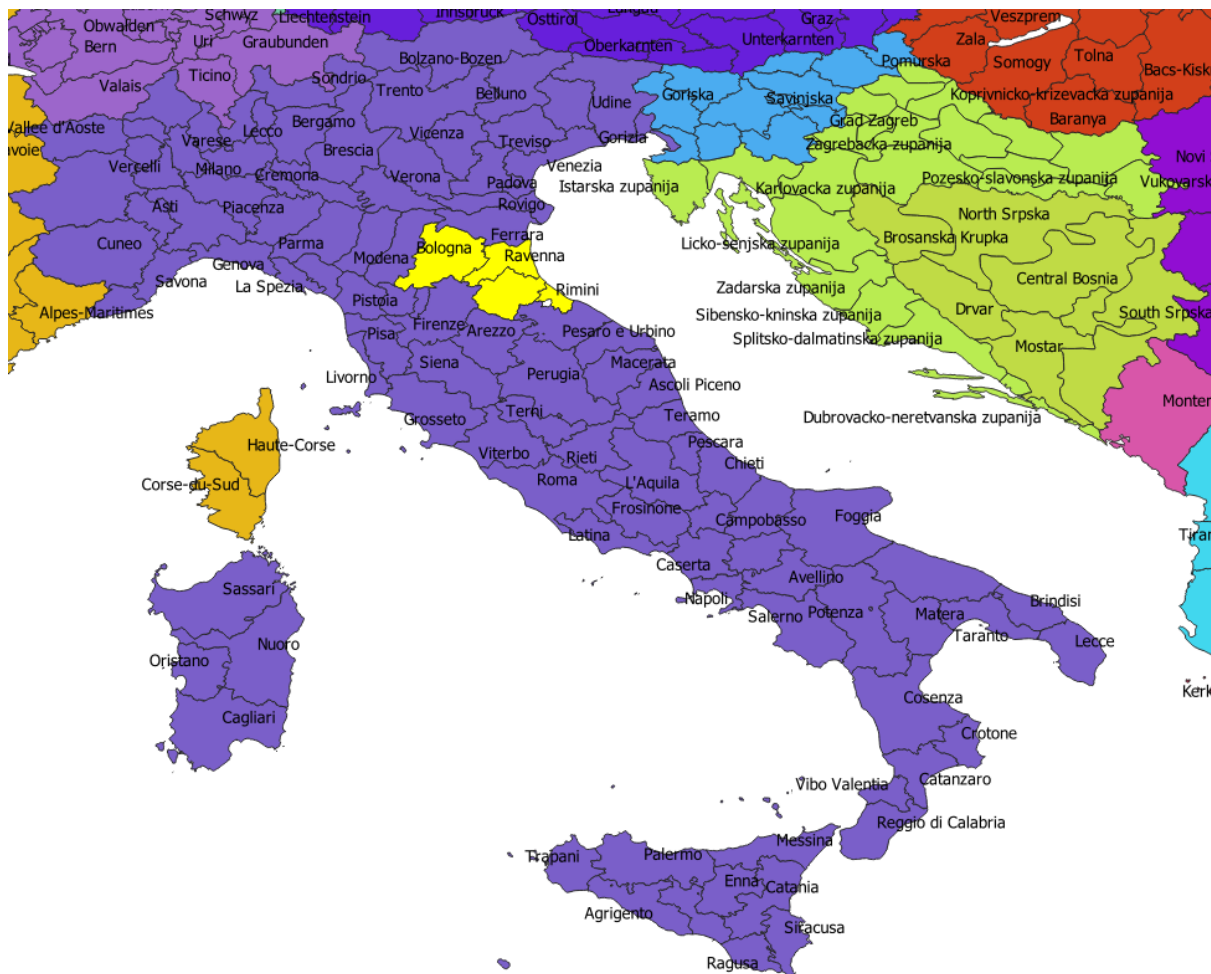 Schwyz
Liechtenstein
Innsbruck
Osttirol
Graz
Veszprem
Obwalden
Bern
Uri
Graubunden
Oberkarnten
Unterkarnten
Zala
Somogy
Tolna
Valais
Ticino
Sondrio
Bolzano-Bozen
Pomurska
Bacs-Kisk
Trento
Belluno
Udine
Goriska
Savinjska
Koprivnicko-krizevacka zupanija
Baranya
Vallee d'Aoste
Varese
Lecco
Bergamo
Vicenza
Treviso
Gorizia
Grad Zagreb
Zagrebacka zupanija
avoie
Vercelli
Milano
Cremona
Brescia
Verona
Padova
Venezia
Istarska zupanija
Karlovacka zupanija
Pozesko-slavonska zupanija
Novi
Vukovarsk
Asti
Piacenza
Rovigo
North Srpska
Cuneo
Parma
Modena
Bologna
Ferrara
Ravenna
Licko-senjska zupanija
Brosanska Krupka
Genova
Savona
La Spezia
Pistoia
Rimini
Zadarska zupanija
Central Bosnia
Alpes-Maritimes
Pisa
Firenze
Arezzo
Pesaro e Urbino
Sibensko-kninska zupanija
Drvar
South Srpska
Siena
Perugia
Macerata
Splitsko-dalmatinska zupanija
Mostar
Livorno
Ascoli Piceno
Monter
Grosseto
Terni
Teramo
Dubrovacko-neretvanska zupanija
Haute-Corse
Viterbo
Rieti
Pescara
Chieti
Corse-du-Sud
Roma
L'Aquila
Frosinone
Campobasso
Foggia
Latina
Tiran
Caserta
Avellino
Sassari
Napoli
Salerno
Potenza
Matera
Brindisi
Taranto
Lecce
Nuoro
Oristano
Kerk
Cagliari
Cosenza
Crotone
Vibo Valentia
Catanzaro
Reggio di Calabria
Messina
Trapani
Palermo
Enna
Catania
Agrigento
Siracusa
Ragusa